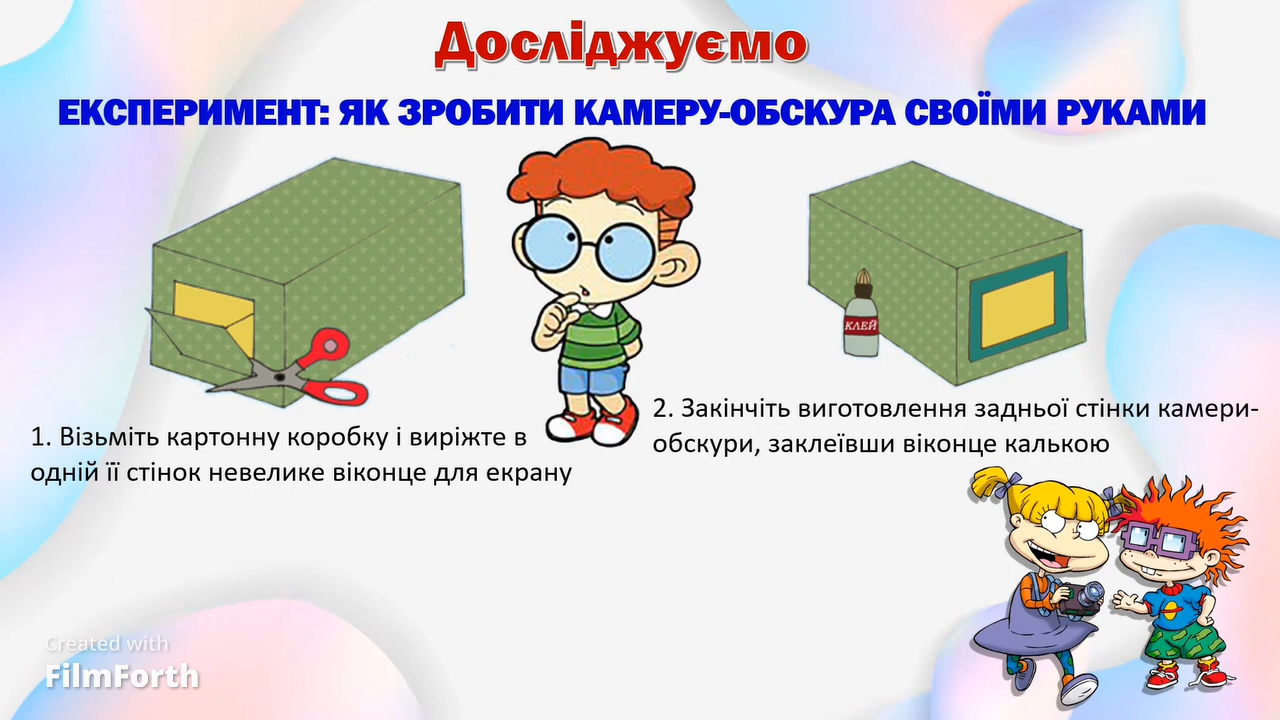 Досліджуємо
ЕКСПЕРИМЕНТ: ЯК ЗРОБИТИ КАМЕРУ-ОБСКУРА СВОЇМИ РУКАМИ
КЛЕЙ
1. Візьміть картонну коробку і виріжте в
одній її стінок невелике віконце для екрану
2. Закінчіть виготовлення задньої стінки камери-
обскури, заклеївши віконце калькою
Created with
FilmForth